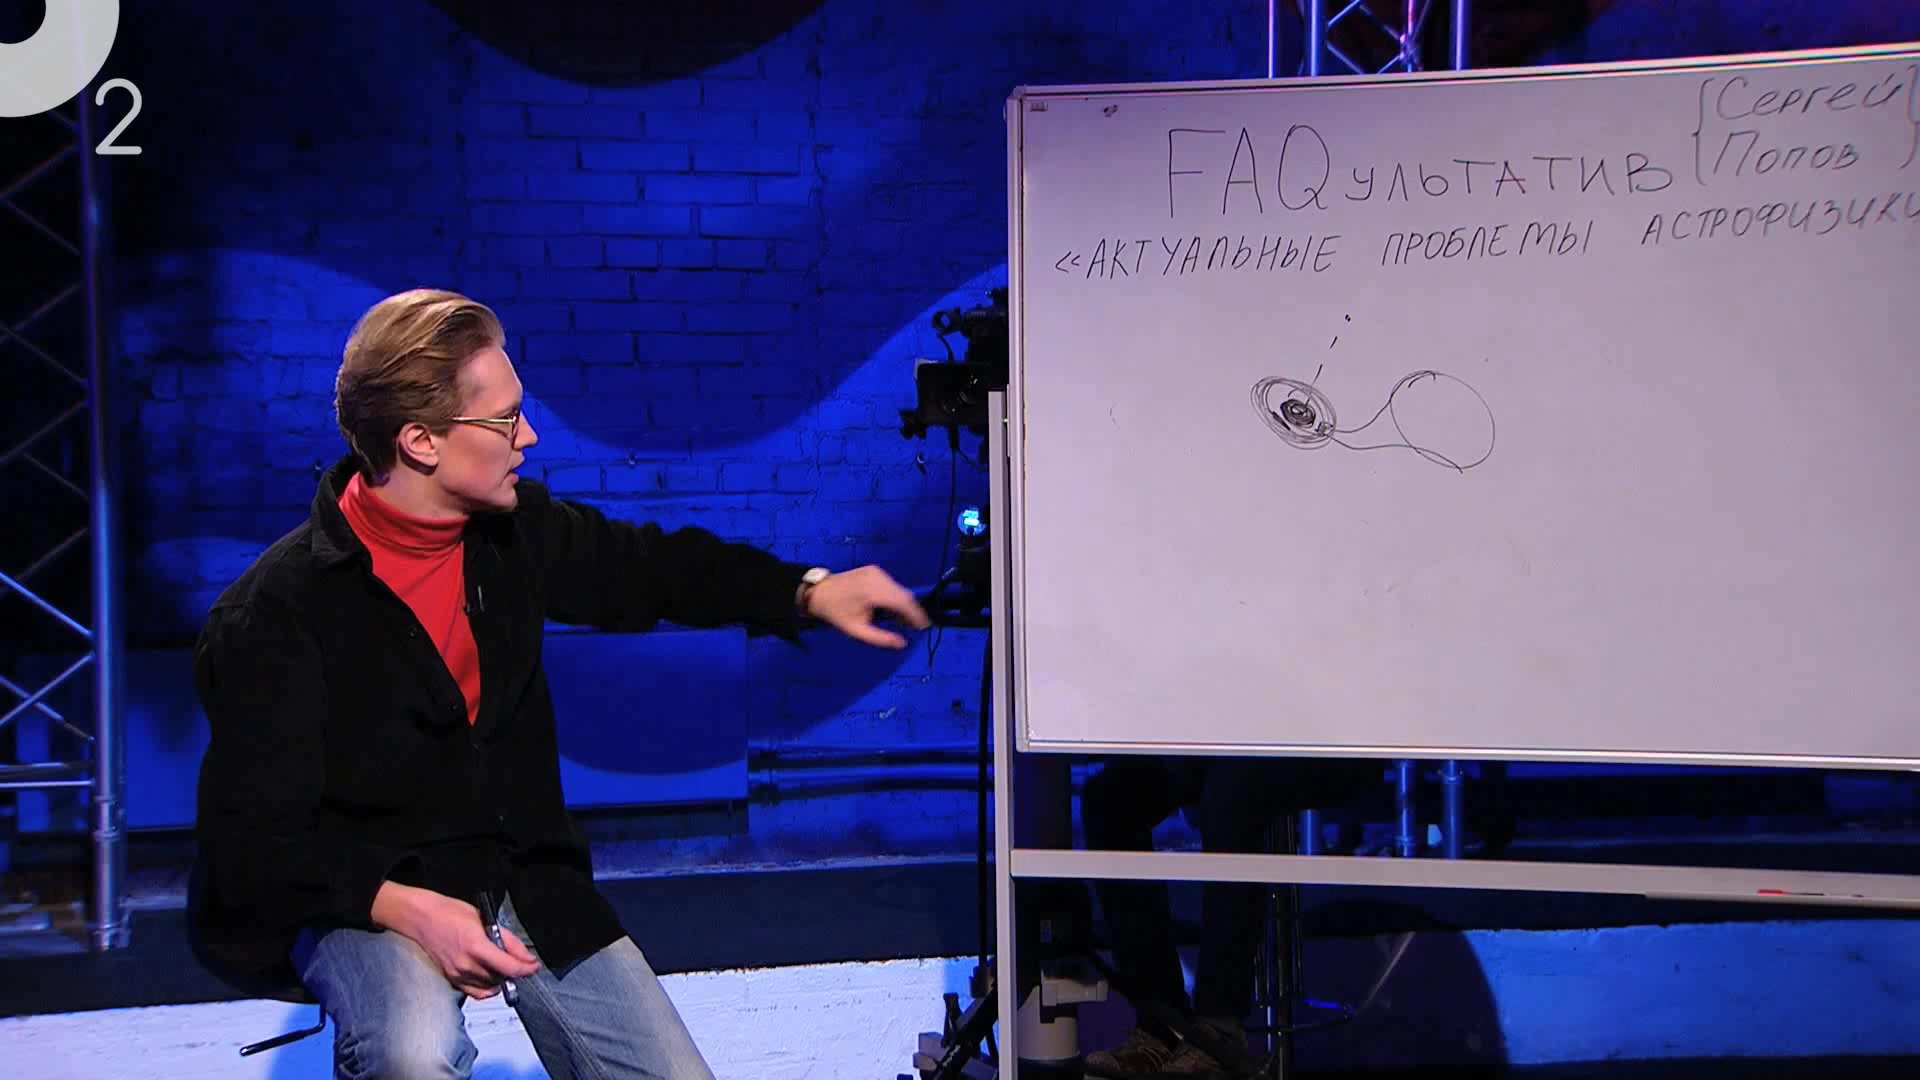 2
{Сергей
Попов}
FAQультатив
«АКТУАЛЬНЫЕ ПРОБЛЕМЫ АСТРОФИЗИКИ